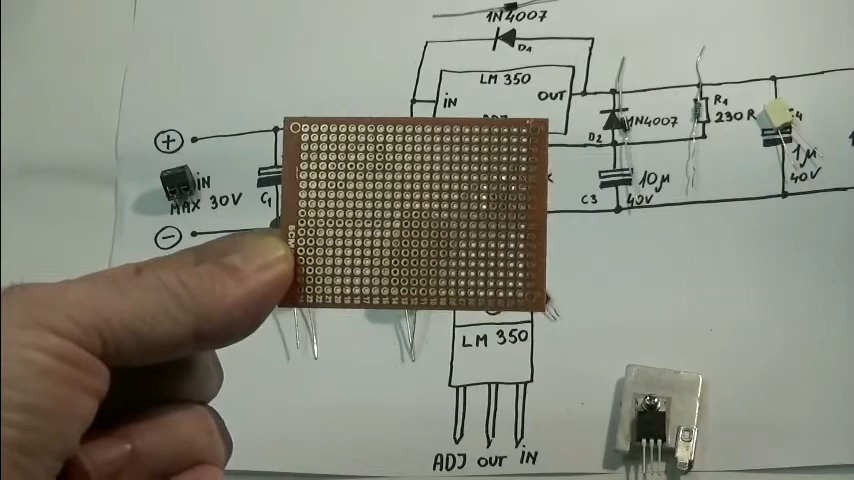 1N4007
D1
LM 350
IN
OUT
R1
230R
1N4007
D2
+
IN
MAX 30V
C1
10µ
40V
C3
1µ
40V
-
LM 350
ADJ OUT IN